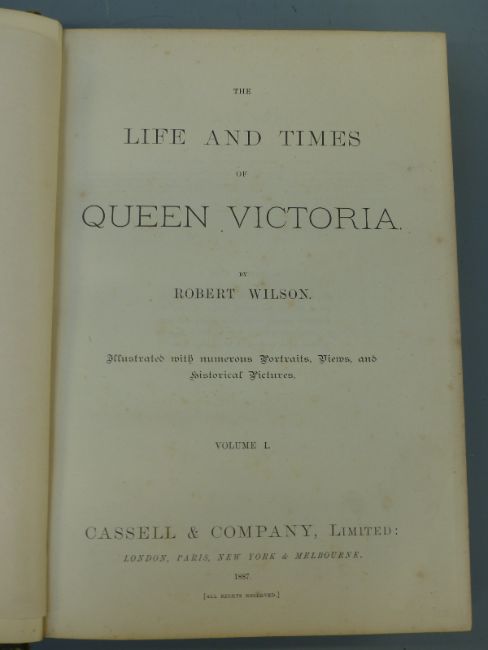 THE
LIFE AND TIMES
OF
QUEEN VICTORIA.
BY
ROBERT WILSON.
Illustrated with numerous Portraits, Views, and
Historical Pictures.
VOLUME I.
CASSELL & COMPANY, LIMITED:
LONDON, PARIS, NEW YORK & MELBOURNE.
1887
[ALL RIGHTS RESERVED.]